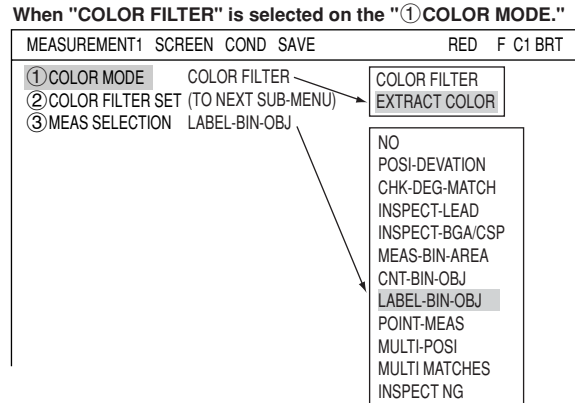 When "COLOR FILTER" is selected on the "①COLOR MODE."
MEASUREMENT1 SCREEN COND SAVE RED F C1 BRT
①COLOR MODE COLOR FILTER
②COLOR FILTER SET (TO NEXT SUB-MENU)
③MEAS SELECTION LABEL-BIN-OBJ
COLOR FILTER
EXTRACT COLOR
NO
POSI-DEVATION
CHK-DEG-MATCH
INSPECT-LEAD
INSPECT-BGA/CSP
MEAS-BIN-AREA
CNT-BIN-OBJ
LABEL-BIN-OBJ
POINT-MEAS
MULTI-POSI
MULTI MATCHES
INSPECT NG